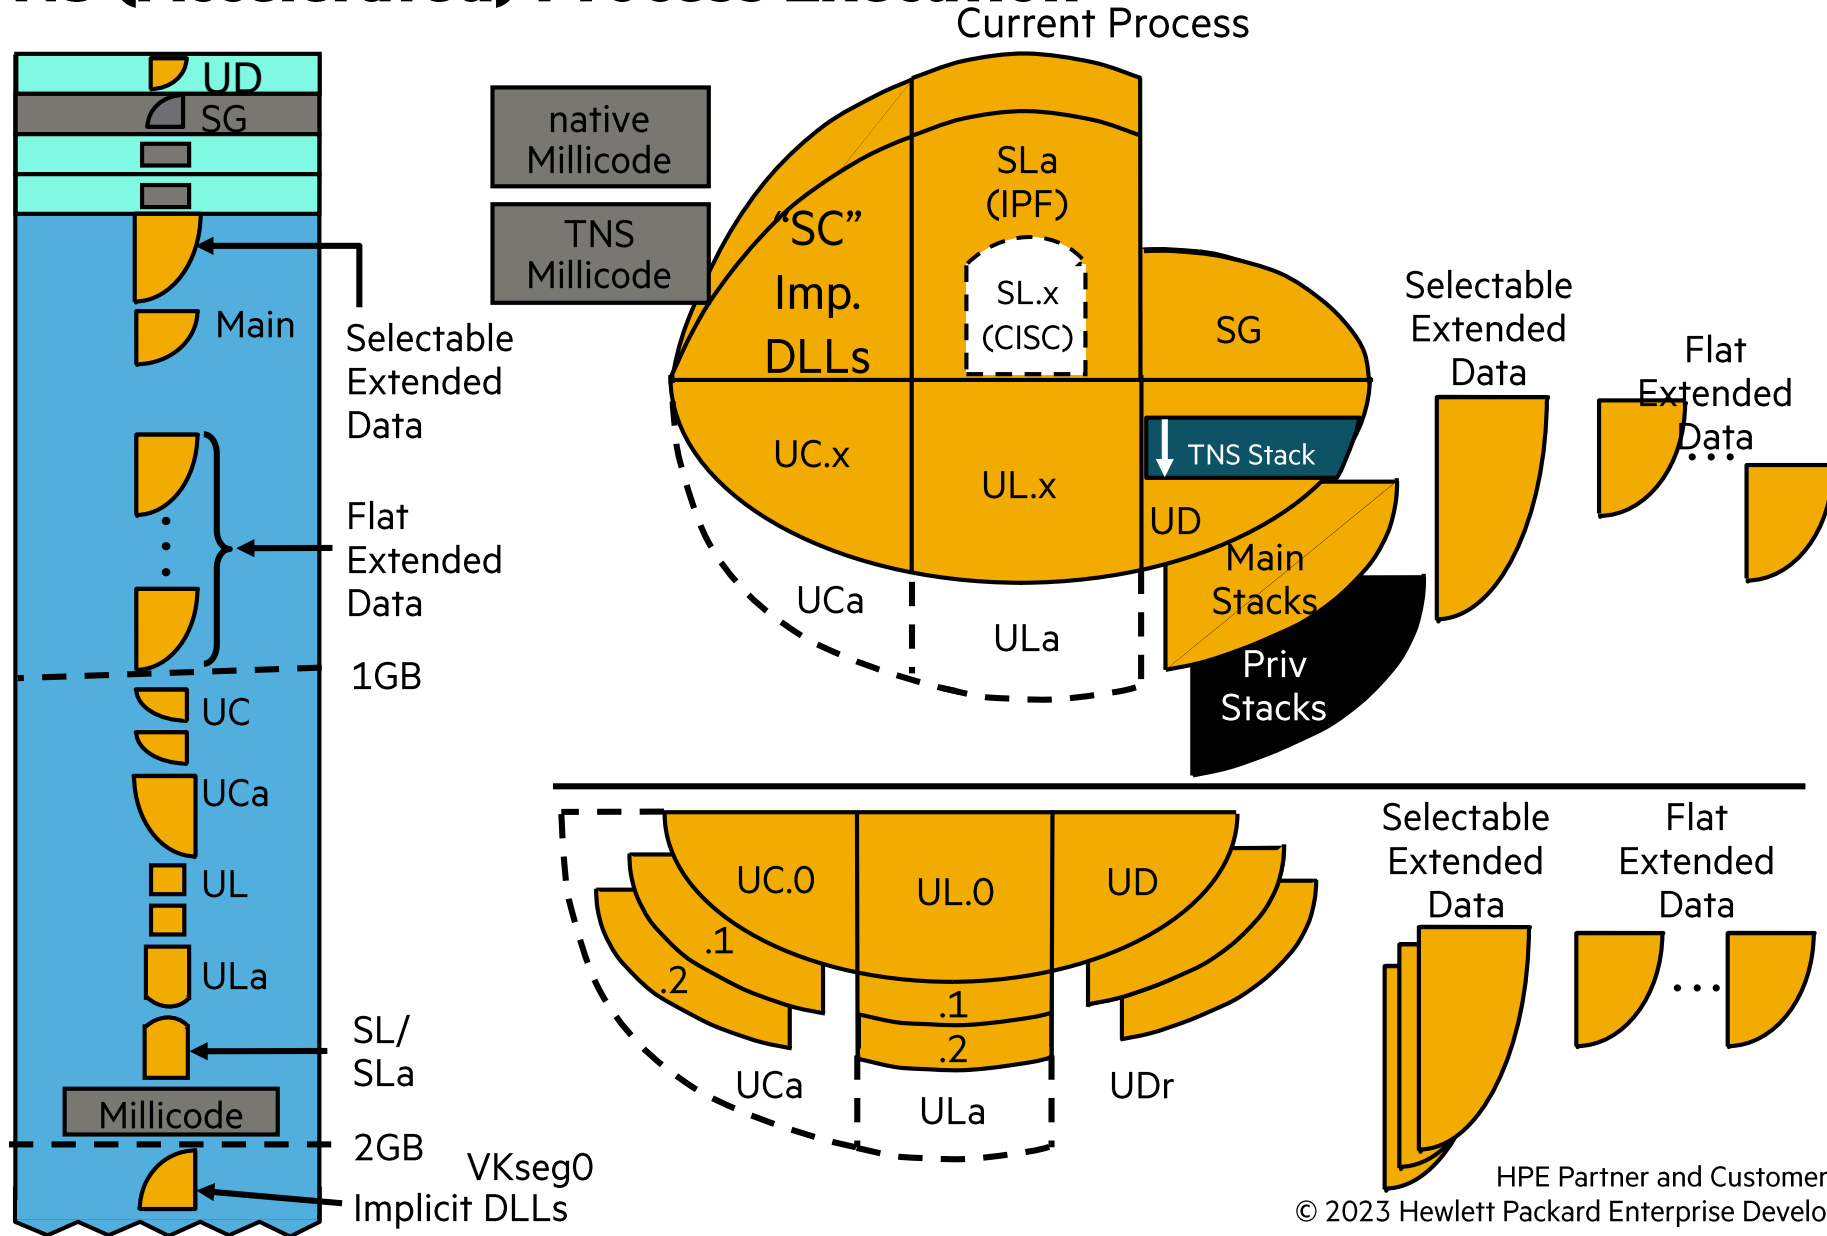 (Accelerated) Process Execution
Current Process
UD
SG
Main
Selectable
Extended
Data
Flat
Extended
Data
1GB
UC
UCa
UL
ULa
SL/
SLa
Millicode
2GB
VKseg0
Implicit DLLs
native
Millicode
TNS
Millicode
“SC”
Imp.
DLLs
SLa
(IPF)
SL.x
(CISC)
SG
UC.x
UL.x
TNS Stack
UD
Main
Stacks
Priv
Stacks
UCa
ULa
Selectable
Extended
Data
Flat
Extended
Data
...
UC.0
UL.0
UD
.1
.2
.1
.2
UCa
ULa
UDr
Selectable
Extended
Data
Flat
Extended
Data
...
HPE Partner and Customer
© 2023 Hewlett Packard Enterprise Develo